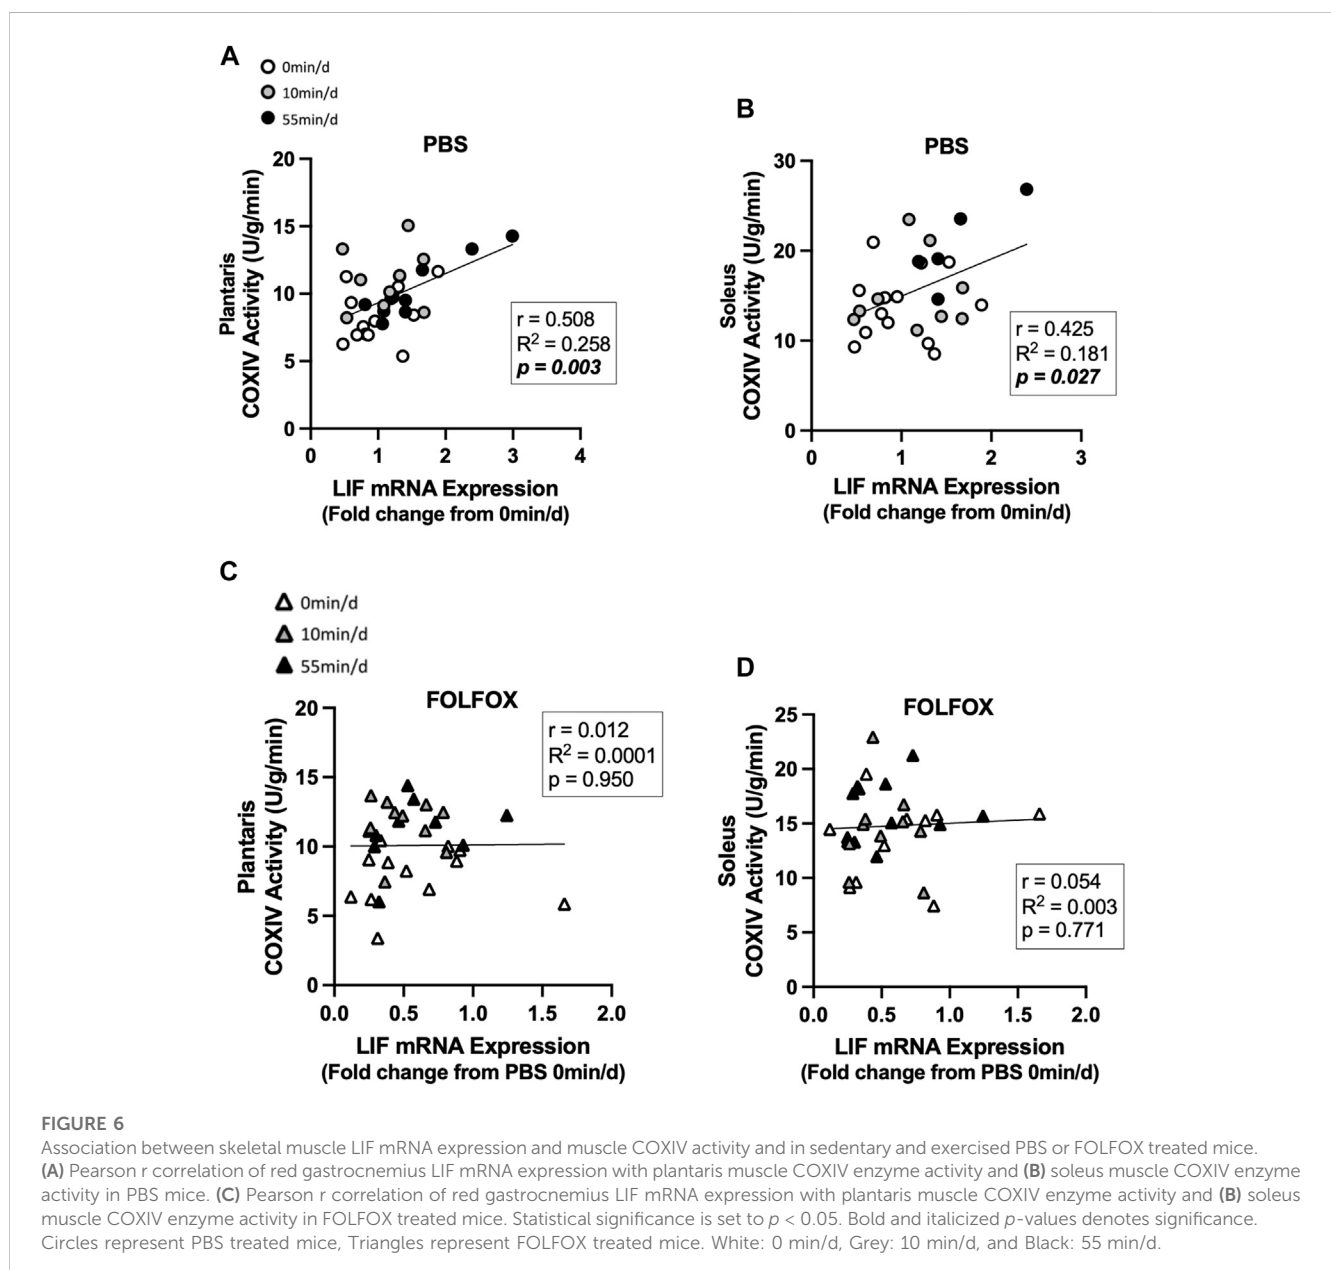 A
0min/d
10min/d
55min/d
PBS
20
15
10
5
0
0 1 2 3 4
Plantaris
COXIV Activity (U/g/min)
r = 0.508
R² = 0.258
p = 0.003
LIF mRNA Expression
(Fold change from 0min/d)
B
PBS
30
20
10
0
0 1 2 3
Soleus
COXIV Activity (U/g/min)
r = 0.425
R² = 0.181
p = 0.027
LIF mRNA Expression
(Fold change from 0min/d)
C
0min/d
10min/d
55min/d
FOLFOX
20
15
10
5
0
0.0 0.5 1.0 1.5 2.0
Plantaris
COXIV Activity (U/g/min)
r = 0.012
R² = 0.0001
p = 0.950
LIF mRNA Expression
(Fold change from PBS 0min/d)
D
FOLFOX
25
20
15
10
5
0
0.0 0.5 1.0 1.5 2.0
Soleus
COXIV Activity (U/g/min)
r = 0.054
R² = 0.003
p = 0.771
LIF mRNA Expression
(Fold change from PBS 0min/d)
FIGURE 6
Association between skeletal muscle LIF mRNA expression and muscle COXIV activity and in sedentary and exercised PBS or FOLFOX treated mice.
(A) Pearson r correlation of red gastrocnemius LIF mRNA expression with plantaris muscle COXIV enzyme activity and (B) soleus muscle COXIV enzyme
activity in PBS mice. (C) Pearson r correlation of red gastrocnemius LIF mRNA expression with plantaris muscle COXIV enzyme activity and (B) soleus
muscle COXIV enzyme activity in FOLFOX treated mice. Statistical significance is set to p < 0.05. Bold and italicized p-values denotes significance.
Circles represent PBS treated mice, Triangles represent FOLFOX treated mice. White: 0 min/d, Grey: 10 min/d, and Black: 55 min/d.